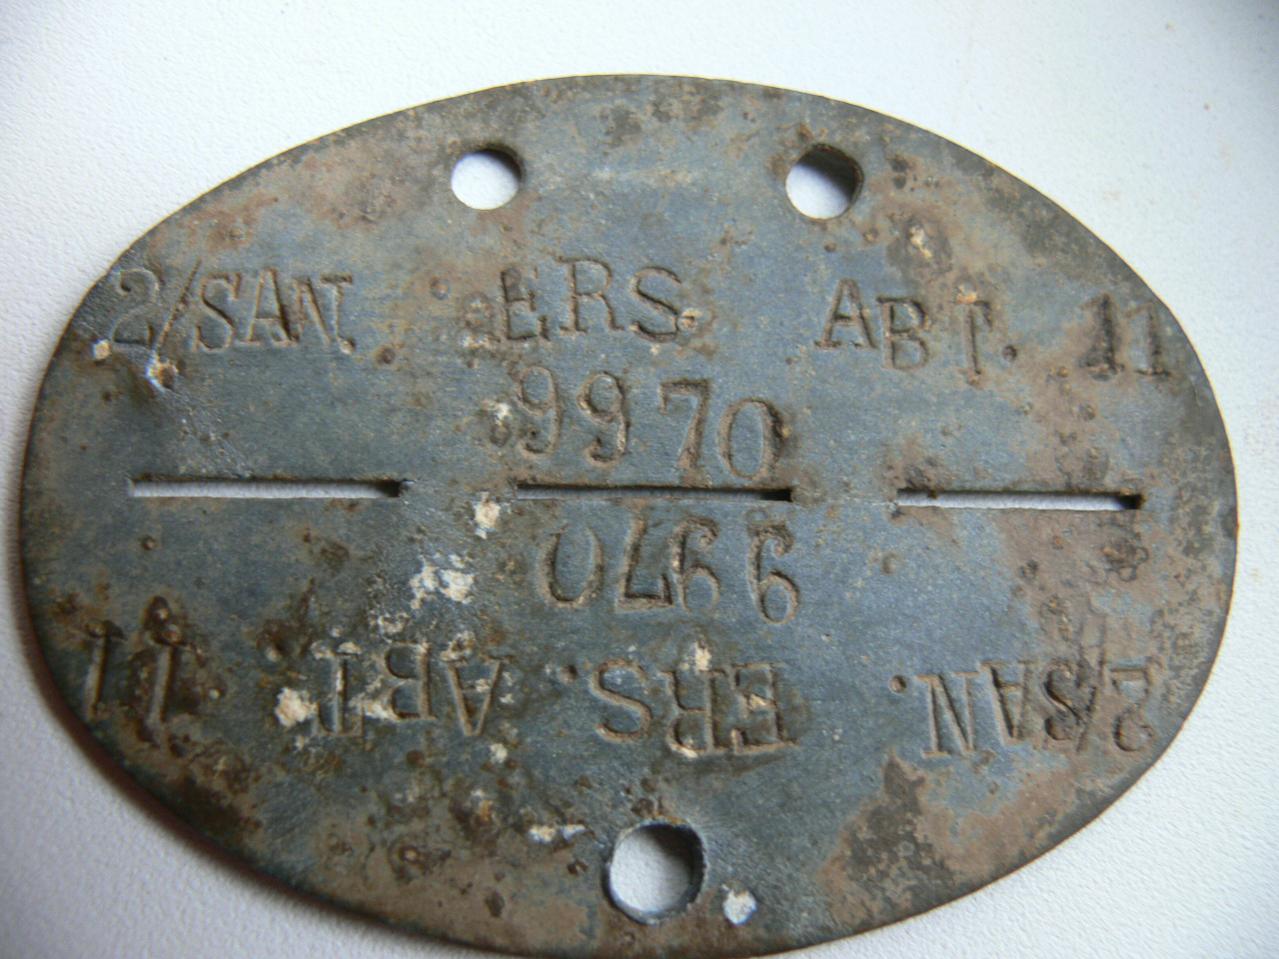 2/SAN. ERS ABT. 11
9970
9970
2/SAN. ERS. ABT. 11